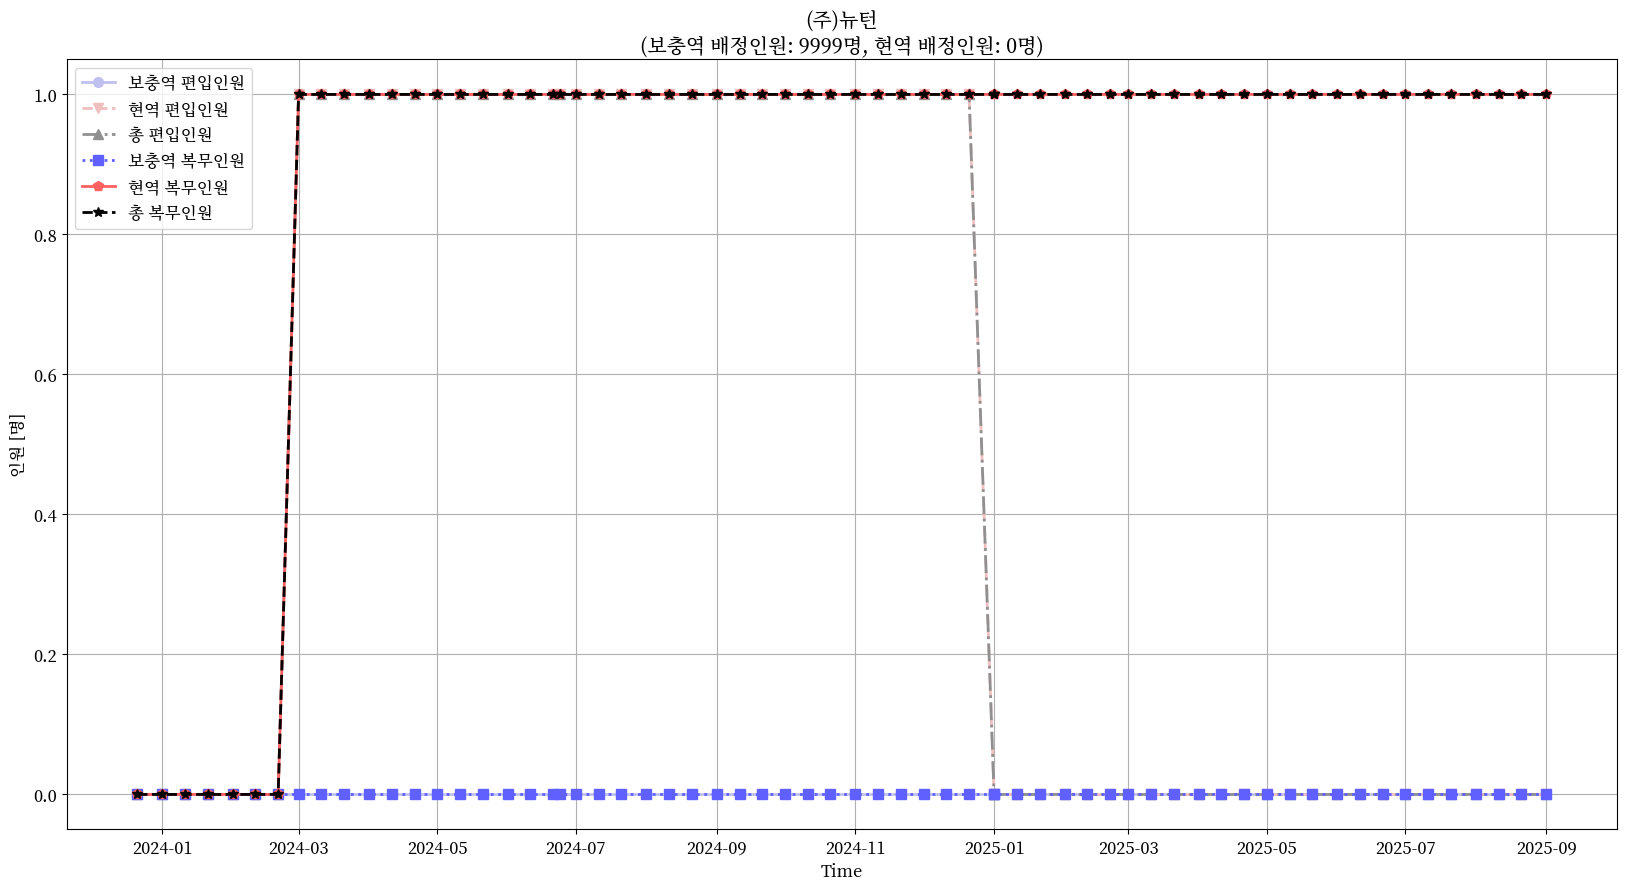 (주)뉴턴
(보충역 배정인원: 9999명, 현역 배정인원: 0명)
보충역 편입인원
현역 편입인원
총 편입인원
보충역 복무인원
현역 복무인원
총 복무인원
1.0
0.8
0.6
0.4
0.2
0.0
인원 [명]
2024-01
2024-03
2024-05
2024-07
2024-09
2024-11
2025-01
2025-03
2025-05
2025-07
2025-09
Time